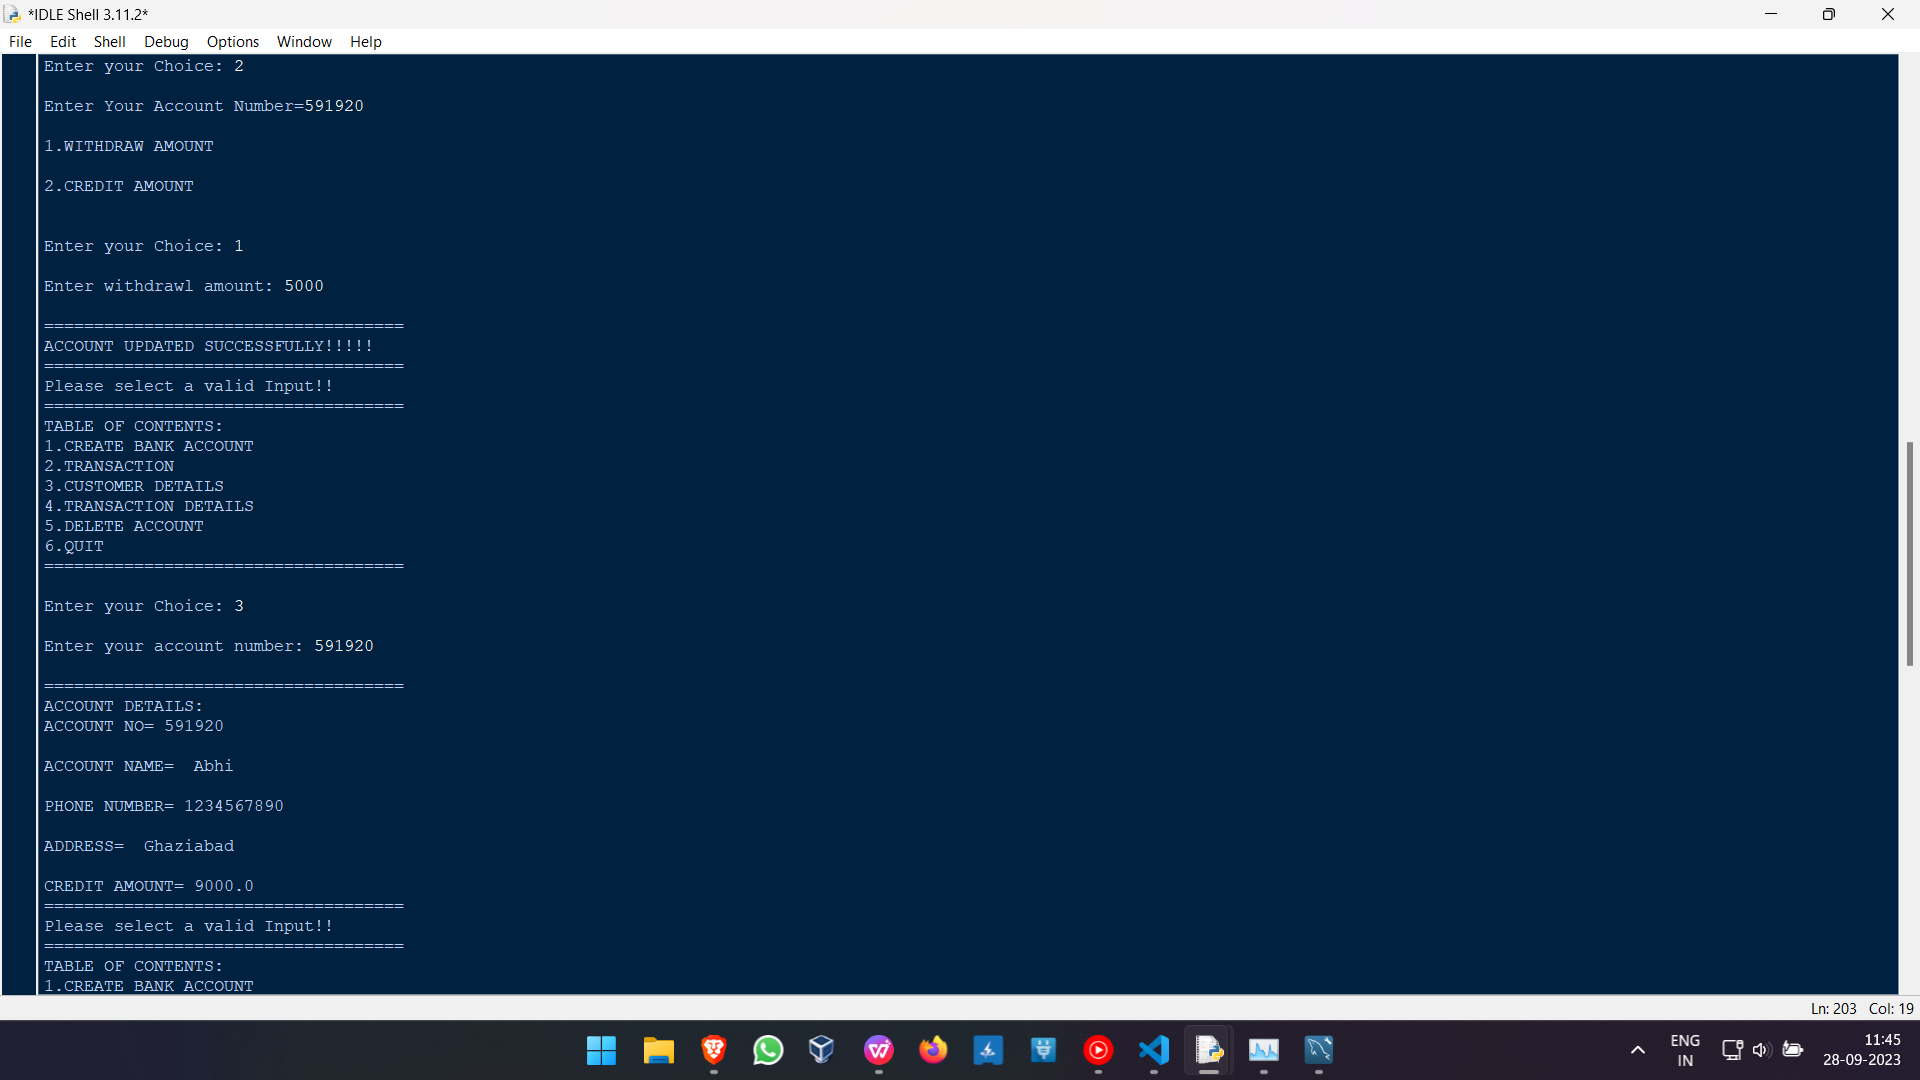 *IDLE Shell 3.11.2*
File Edit Shell Debug Options Window Help
Enter your Choice: 2
Enter Your Account Number=591920
1.WITHDRAW AMOUNT
2.CREDIT AMOUNT
Enter your Choice: 1
Enter withdrawl amount: 5000
====================================
ACCOUNT UPDATED SUCCESSFULLY!!!!!
====================================
Please select a valid Input!!
====================================
TABLE OF CONTENTS:
1.CREATE BANK ACCOUNT
2.TRANSACTION
3.CUSTOMER DETAILS
4.TRANSACTION DETAILS
5.DELETE ACCOUNT
6.QUIT
====================================
Enter your Choice: 3
Enter your account number: 591920
====================================
ACCOUNT DETAILS:
ACCOUNT NO= 591920
ACCOUNT NAME=  Abhi
PHONE NUMBER= 1234567890
ADDRESS=  Ghaziabad
CREDIT AMOUNT= 9000.0
====================================
Please select a valid Input!!
====================================
TABLE OF CONTENTS:
1.CREATE BANK ACCOUNT
Ln: 203 Col: 19
ENG
IN
11:45
28-09-2023